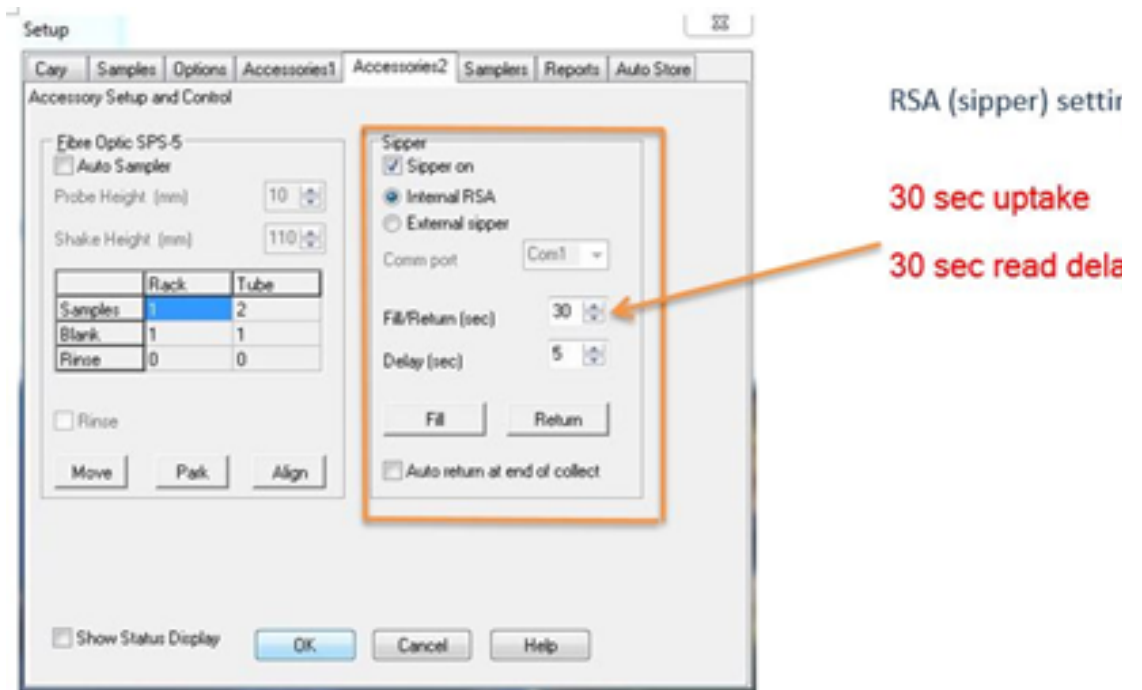 Setup
Cary Samples Options Accessories1 Accessories2 Samplers Reports Auto Store
Accessory Setup and Control
Fibre Optic SPS-5
Auto Sampler
Probe Height (mm) 10
Shake Height (mm) 110
Rack Tube
Samples 1 2
Blank 1 1
Rinse 0 0
Rinse
Move Park Align
Sipper
Sipper on
Internal RSA
External sipper
Comm port Com1
Fill/Return (sec) 30
Delay (sec) 5
Fill Return
Auto return at end of collect
Show Status Display OK Cancel Help
RSA (sipper)
30 sec uptake
30 sec read